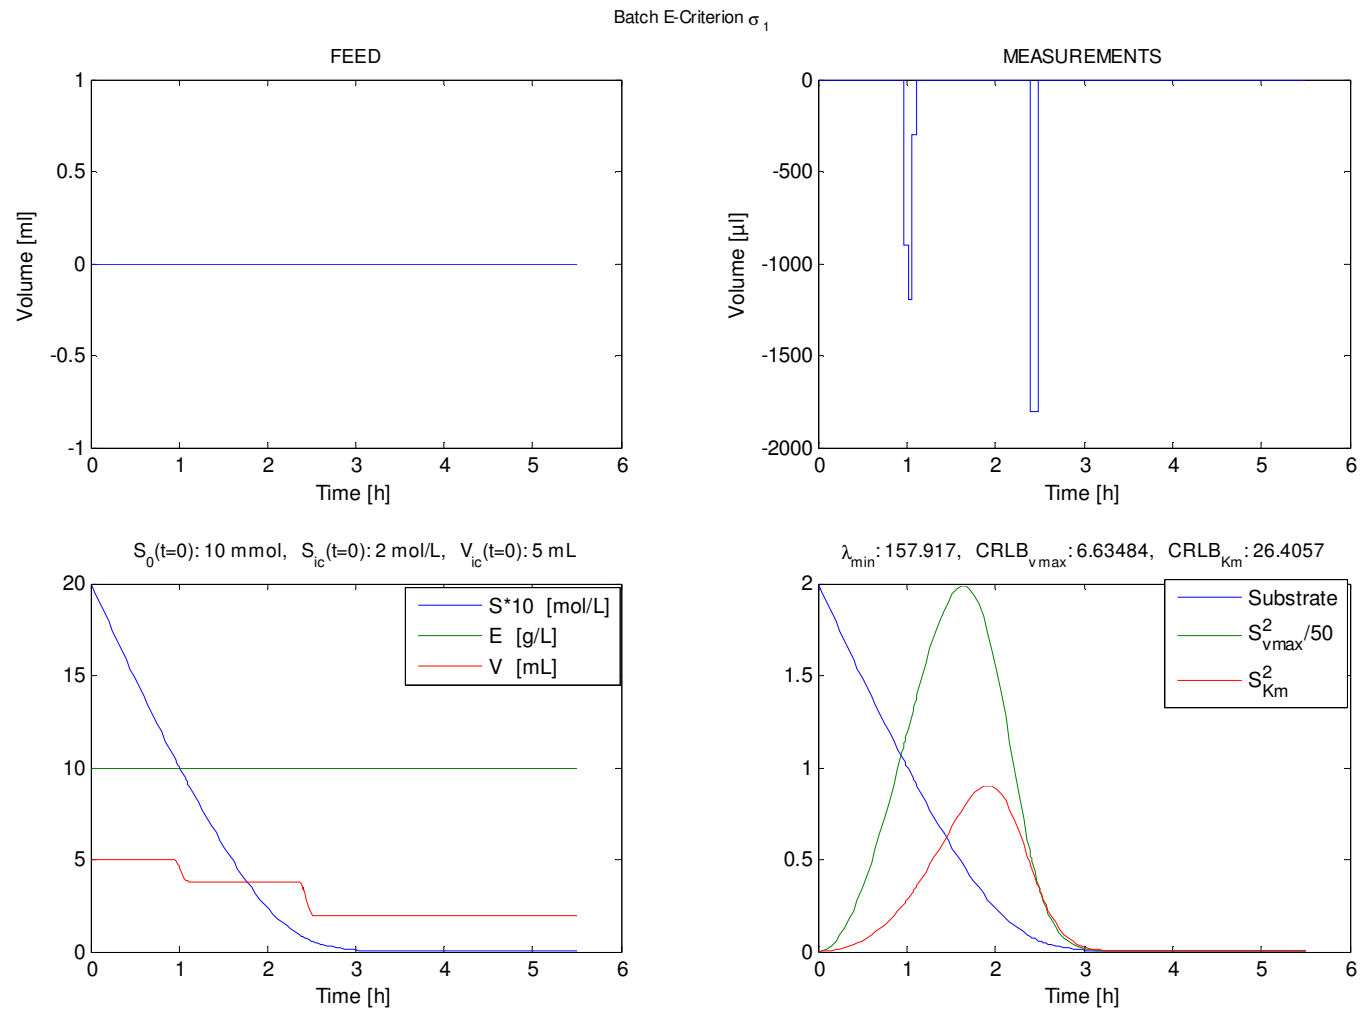 Batch E-Criterion σ1
FEED
1
0.5
0
-0.5
-1
Volume [ml]
0 1 2 3 4 5 6
Time [h]
MEASUREMENTS
0
-500
-1000
-1500
-2000
Volume [µl]
0 1 2 3 4 5 6
Time [h]
S0(t=0): 10 mmol, Sic(t=0): 2 mol/L, Vic(t=0): 5 mL
20
15
10
5
0
S*10 [mol/L]
E [g/L]
V [mL]
0 1 2 3 4 5 6
Time [h]
λmin: 157.917, CRLBvmax: 6.63484, CRLBKm: 26.4057
2
1.5
1
0.5
0
Substrate
S²vmax/50
S²Km
0 1 2 3 4 5 6
Time [h]